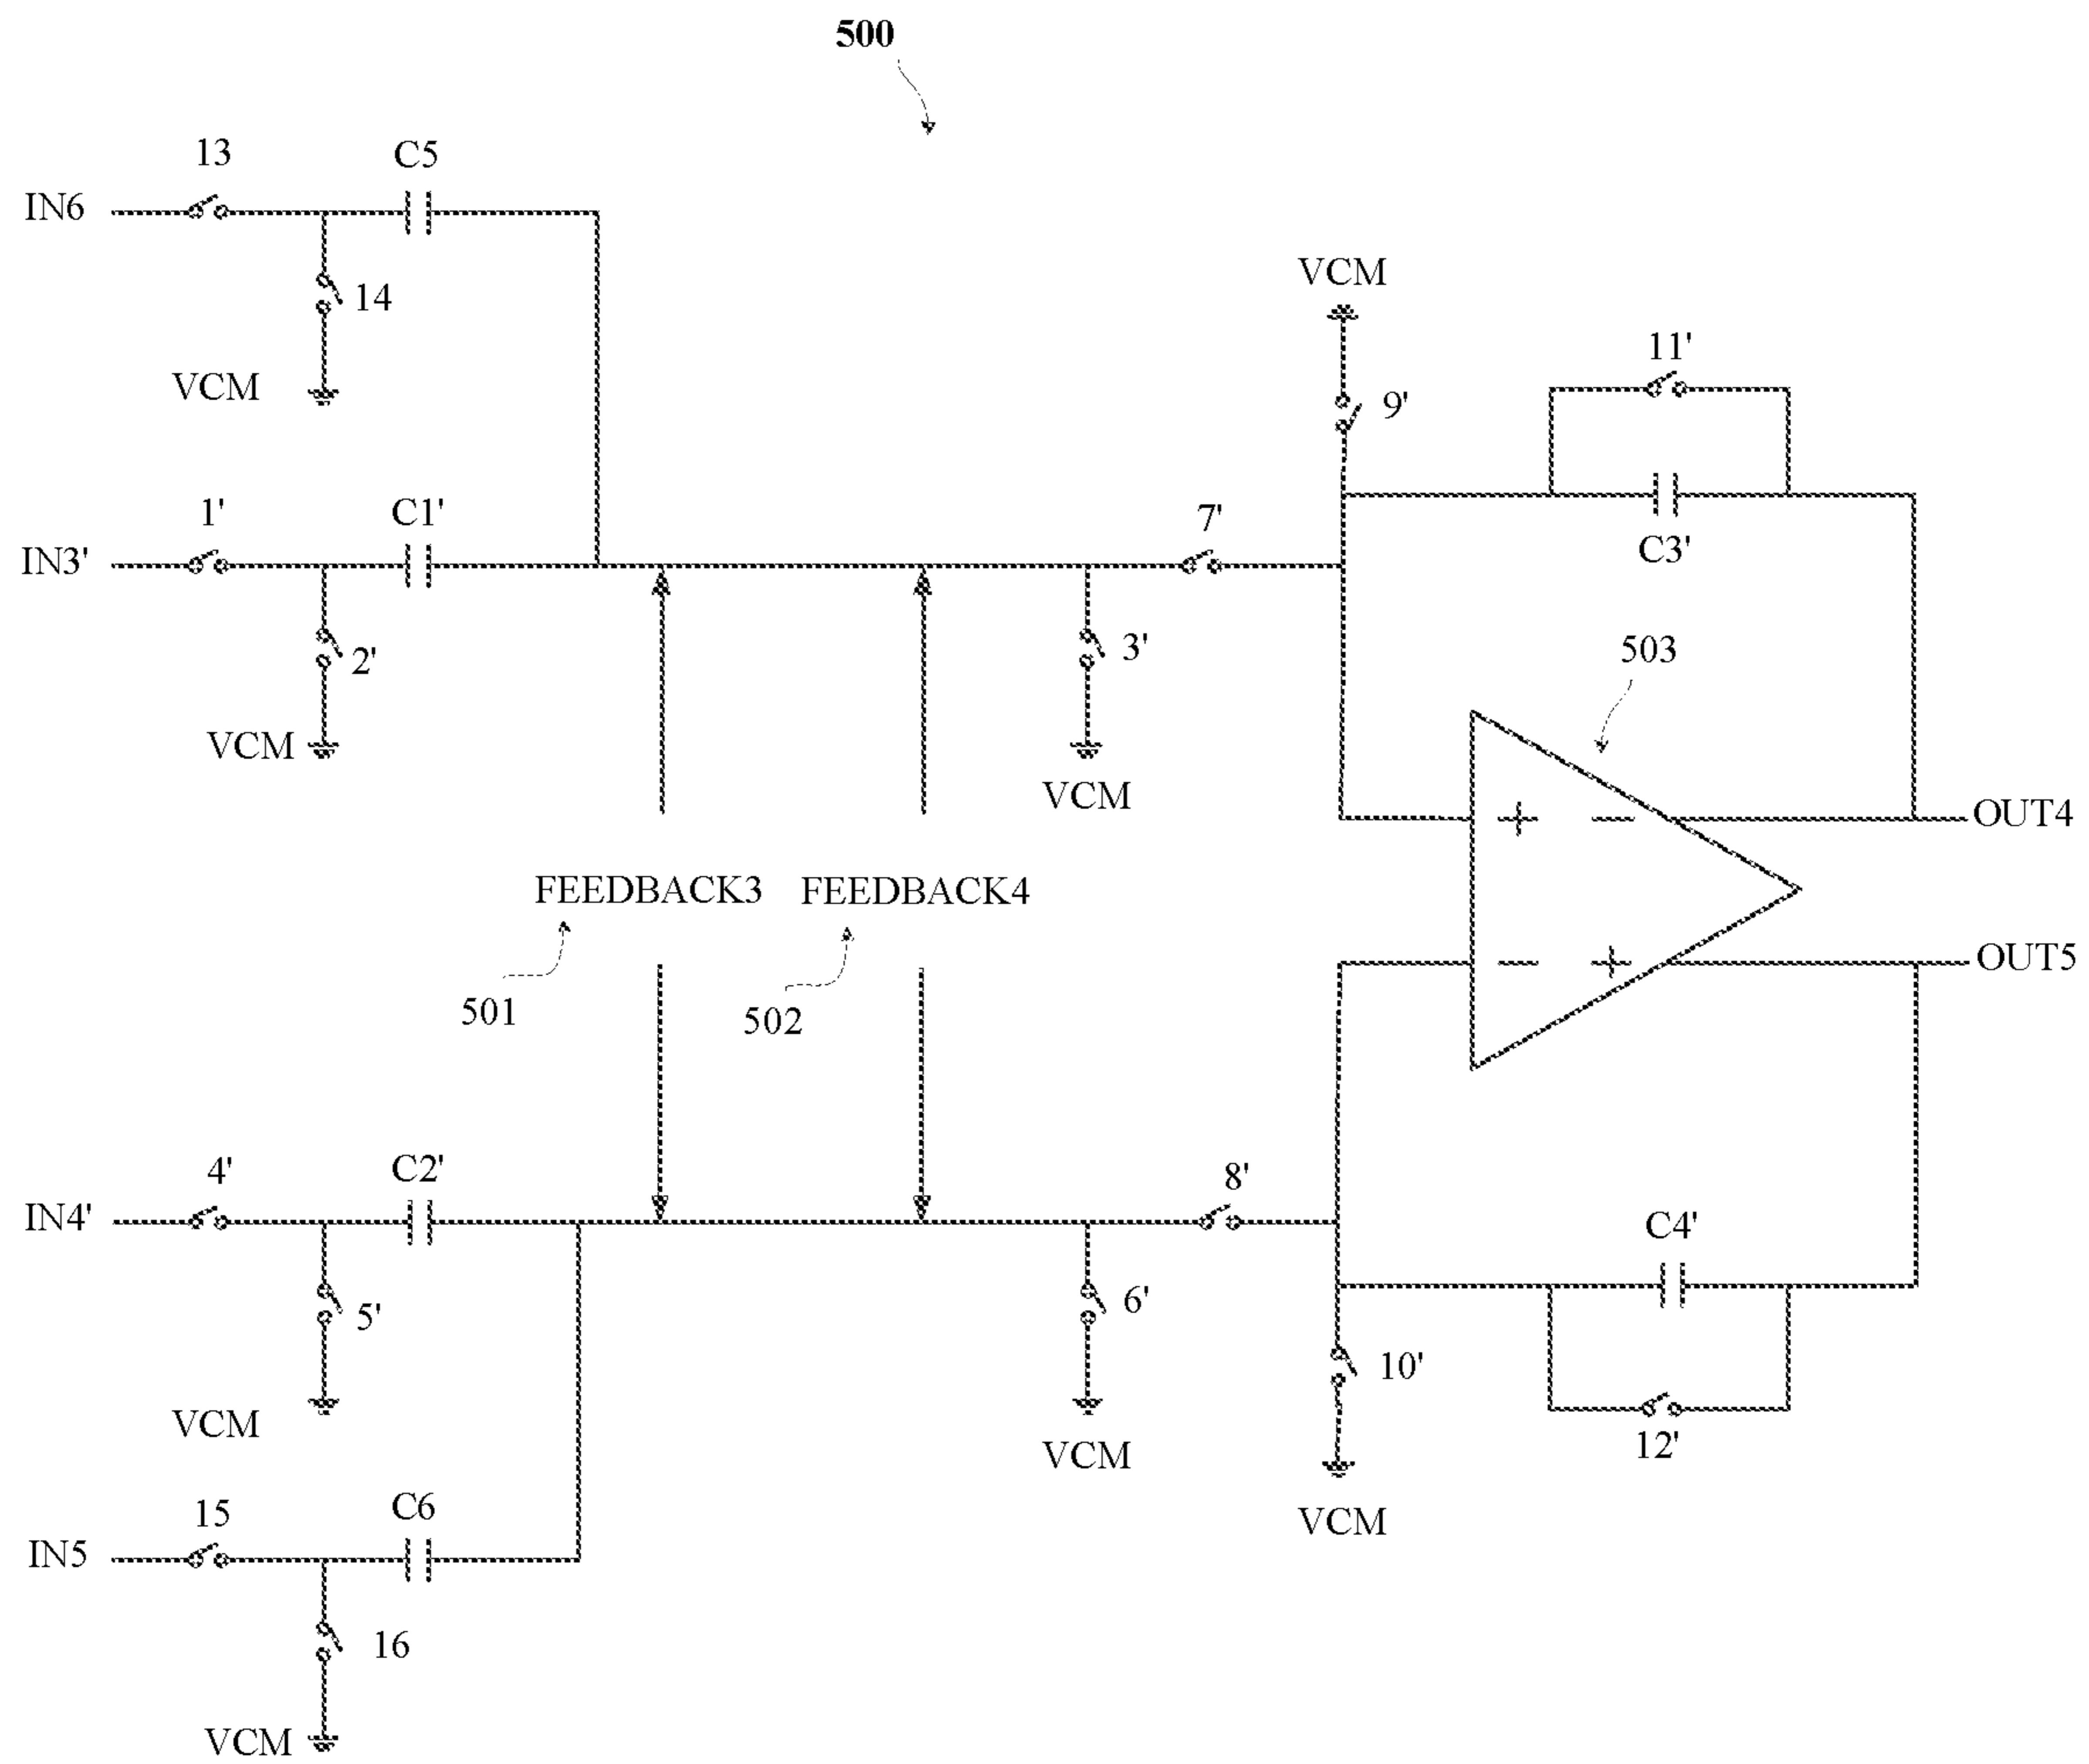 500
13
C5
IN6
14
VCM
VCM
11'
9'
1'
C1'
7'
C3'
IN3'
2'
3'
503
VCM
VCM
+
−
OUT4
FEEDBACK3
FEEDBACK4
−
+
OUT5
501
502
4'
C2'
8'
IN4'
C4'
5'
6'
10'
VCM
VCM
12'
15
C6
VCM
IN5
16
VCM